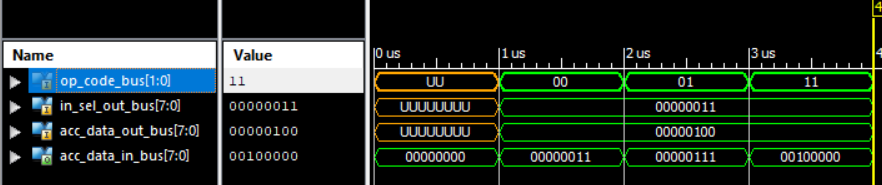 4
Name Value 0 us 1 us 2 us 3 us 4
op_code_bus[1:0] 11 UU 00 01 11
in_sel_out_bus[7:0] 00000011 UUUUUUUU 00000011
acc_data_out_bus[7:0] 00000100 UUUUUUUU 00000100
acc_data_in_bus[7:0] 00100000 00000000 00000011 00000111 00100000